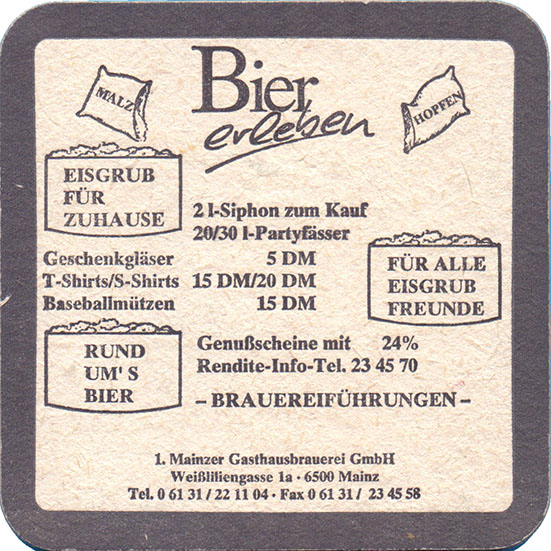 Bier
erleben
MALZ
HOPFEN
EISGRUB
FÜR
ZUHAUSE
2 l-Siphon zum Kauf
20/30 l-Partyfässer
Geschenkgläser 5 DM
T-Shirts/S-Shirts 15 DM/20 DM
Baseballmützen 15 DM
FÜR ALLE
EISGRUB
FREUNDE
RUND
UM' S
BIER
Genußscheine mit 24%
Rendite-Info-Tel. 23 45 70
– BRAUEREIFÜHRUNGEN –
1. Mainzer Gasthausbrauerei GmbH
Weißliliengasse 1a · 6500 Mainz
Tel. 0 61 31 / 22 11 04 · Fax 0 61 31 / 23 45 58